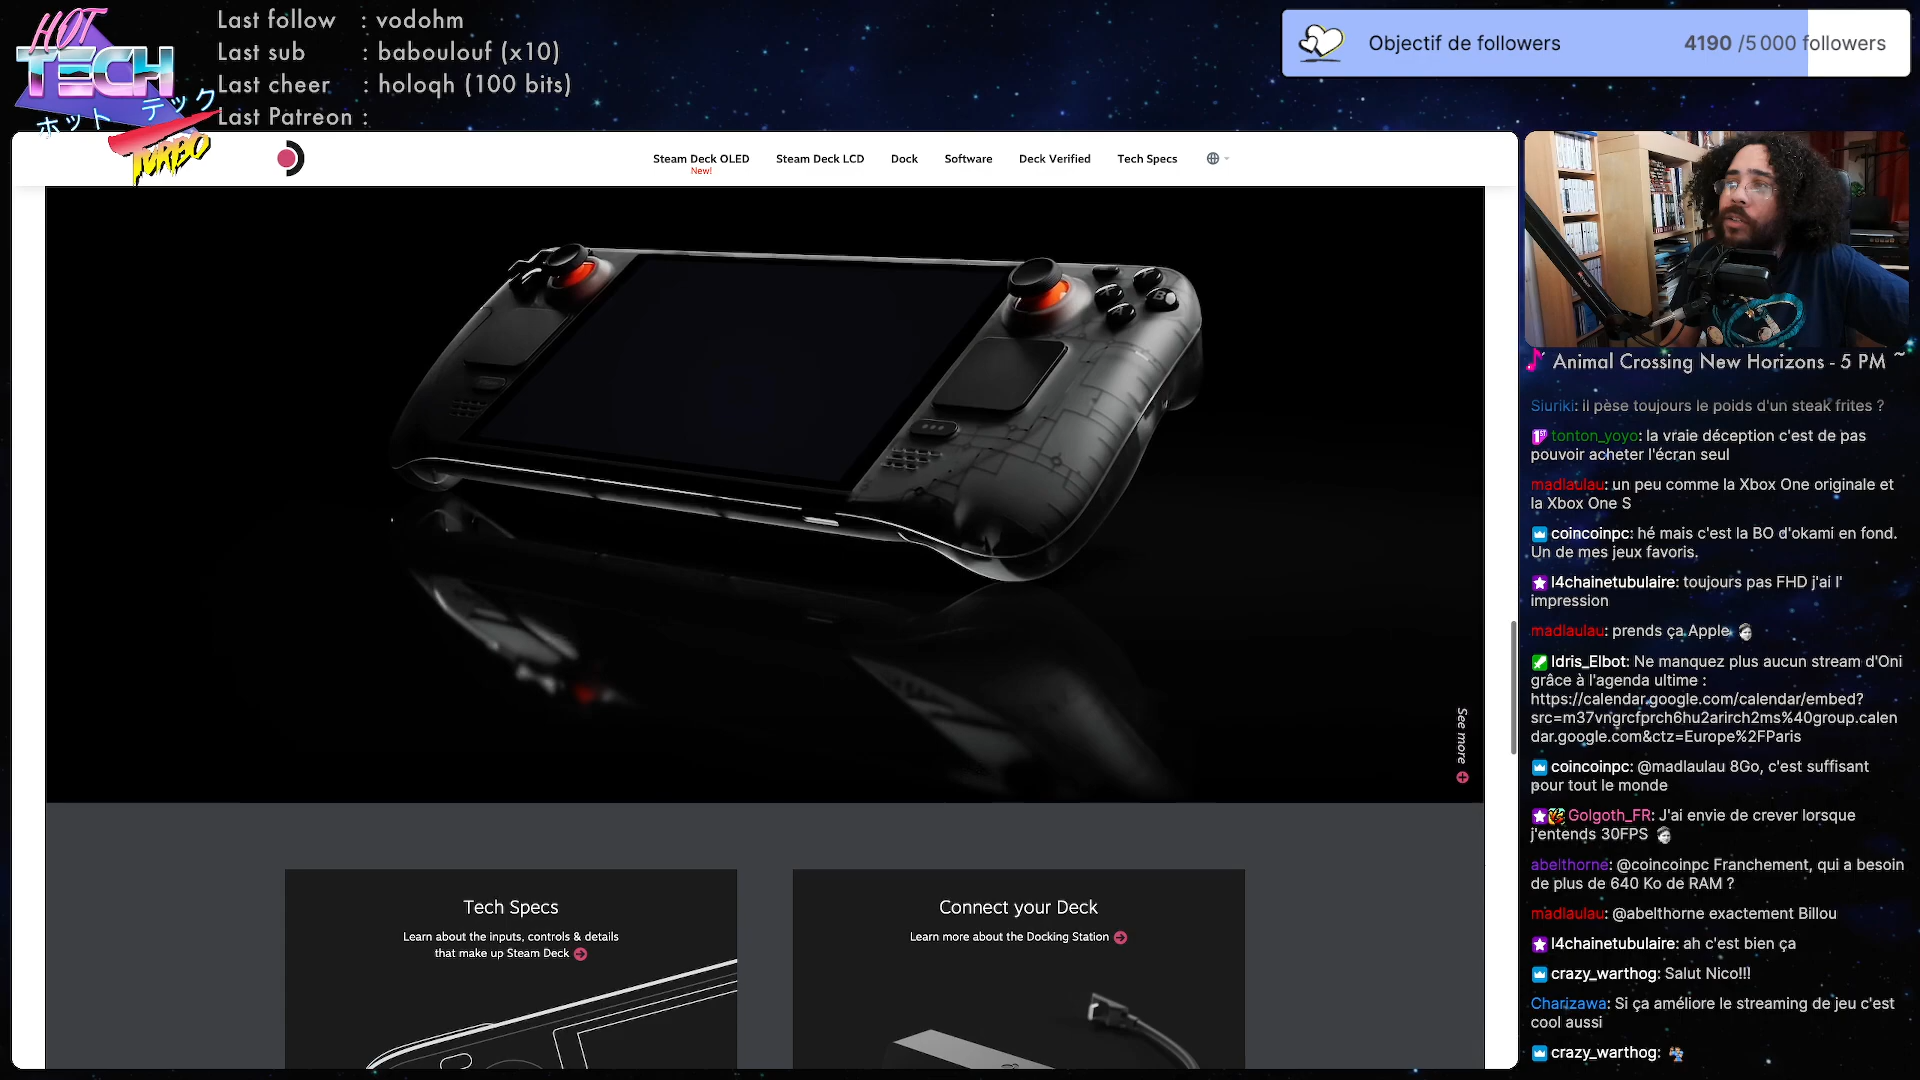 HOT
TECH
ホット テック
TURBO
Last follow : vodohm
Last sub : baboulouf (x10)
Last cheer : holoqh (100 bits)
Last Patreon :
Objectif de followers 4190 /5 000 followers
Steam Deck OLED Steam Deck LCD Dock Software Deck Verified Tech Specs
New!
See more
Tech Specs
Learn about the inputs, controls & details
that make up Steam Deck
Connect your Deck
Learn more about the Docking Station
Animal Crossing New Horizons - 5 PM ~
Siuriki: il pèse toujours le poids d'un steak frites ?
tonton_yoyo: la vraie déception c'est de pas
pouvoir acheter l'écran seul
madlaulau: un peu comme la Xbox One originale et
la Xbox One S
coincoinpc: hé mais c'est la BO d'okami en fond.
Un de mes jeux favoris.
l4chainetubulaire: toujours pas FHD j'ai l'
impression
madlaulau: prends ça Apple
Idris_Elbot: Ne manquez plus aucun stream d'Oni
grâce à l'agenda ultime :
https://calendar.google.com/calendar/embed?
src=m37vngrcfprch6hu2arirch2ms%40group.calen
dar.google.com&ctz=Europe%2FParis
coincoinpc: @madlaulau 8Go, c'est suffisant
pour tout le monde
Golgoth_FR: J'ai envie de crever lorsque
j'entends 30FPS
abelthorne: @coincoinpc Franchement, qui a besoin
de plus de 640 Ko de RAM ?
madlaulau: @abelthorne exactement Billou
l4chainetubulaire: ah c'est bien ça
crazy_warthog: Salut Nico!!!
Charizawa: Si ça améliore le streaming de jeu c'est
cool aussi
crazy_warthog: